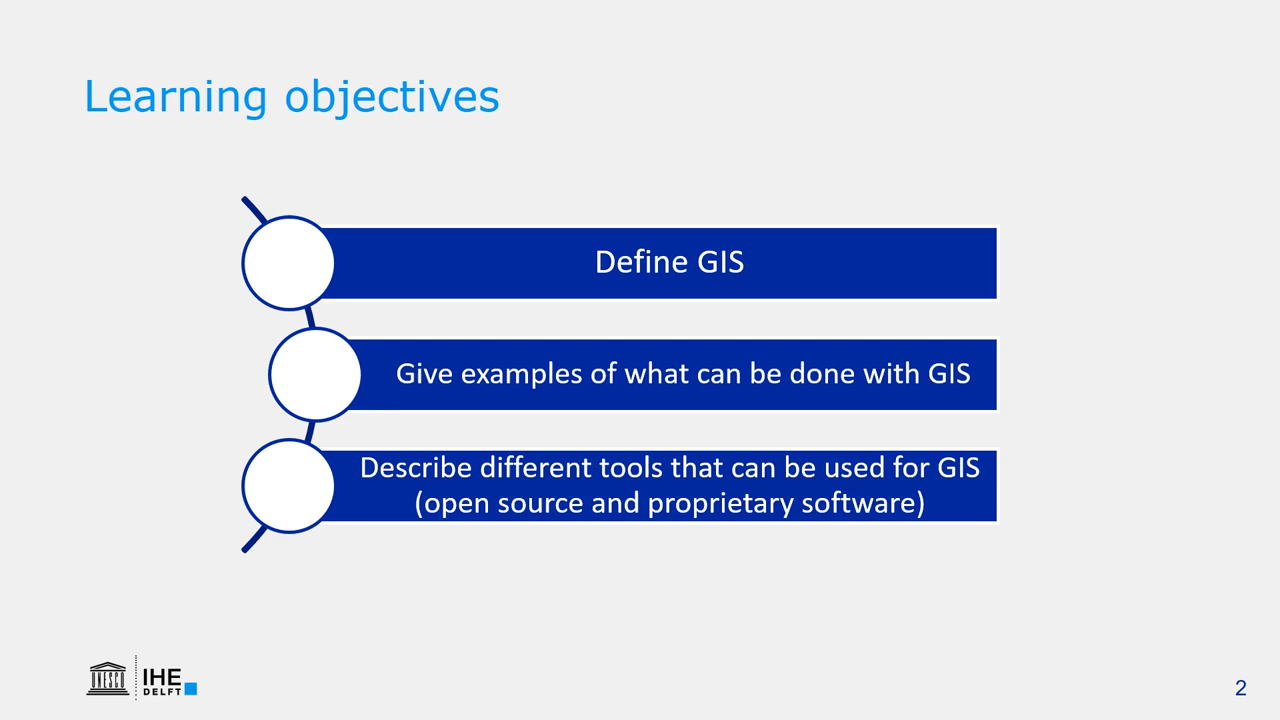 Learning objectives
Define GIS
Give examples of what can be done with GIS
Describe different tools that can be used for GIS
(open source and proprietary software)
UNESCO
IHE
DELFT
2